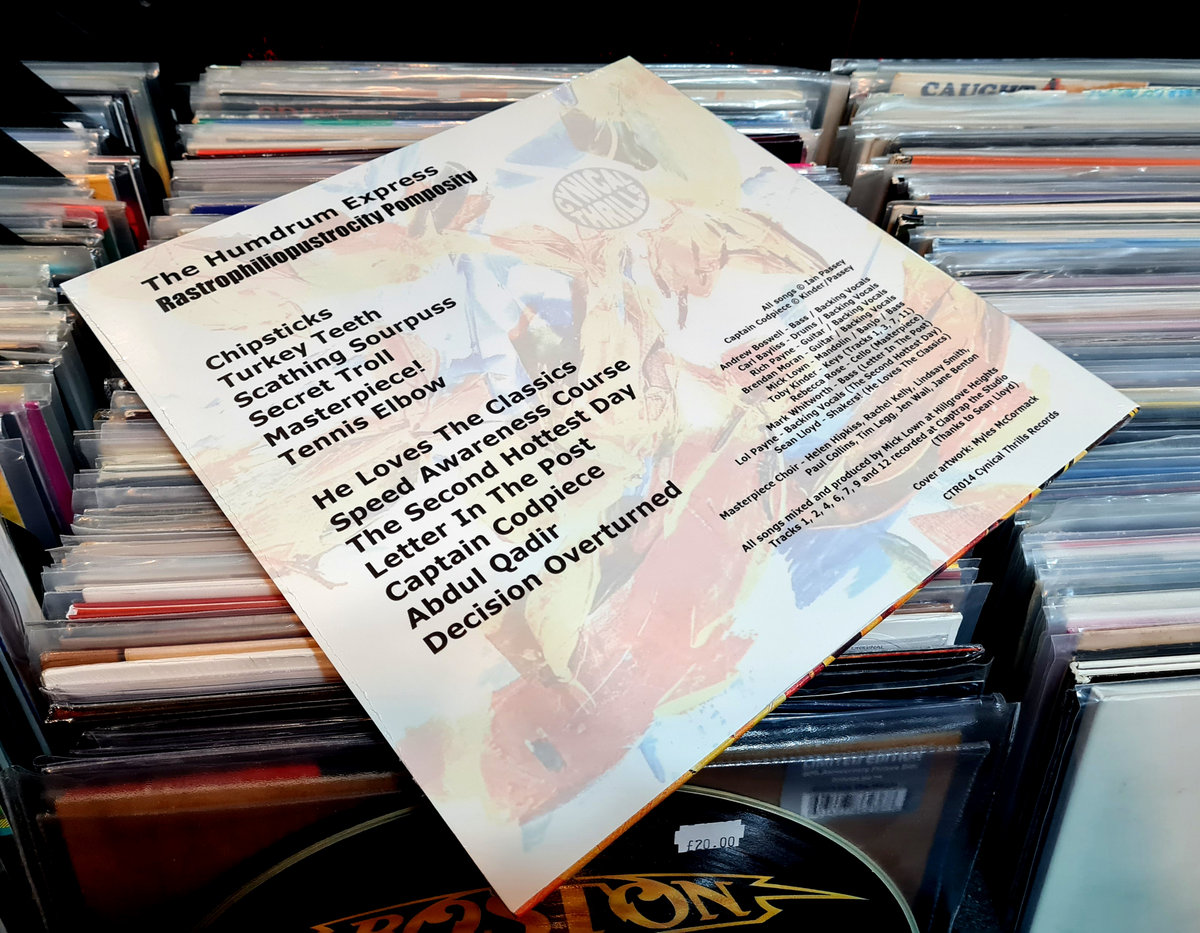 CAUGHT
The Humdrum Express
Rastrophiliopustrocity Pomposity
CYNICAL
THRILLS
Chipsticks
Turkey Teeth
Scathing Sourpuss
Secret Troll
Masterpiece!
Tennis Elbow
He Loves The Classics
Speed Awareness Course
The Second Hottest Day
Letter In The Post
Captain Codpiece
Abdul Qadir
Decision Overturned
All songs © Ian Passey
Captain Codpiece © Kinder/Passey
Andrew Boswell - Bass / Backing Vocals
Carl Bayliss - Drums / Backing Vocals
Rich Payne - Guitar / Backing Vocals
Brendan Moran - Guitar / Backing Vocals
Mick Lown - Mandolin / Banjo / Bass
Toby Kinder - Keys (Tracks 1, 3, 7, 11)
Rebecca Rose - Cello (Masterpiece)
Mark Whitworth - Bass (Letter In The Post)
Lol Payne - Backing Vocals (The Second Hottest Day)
Sean Lloyd - Shakers! (He Loves The Classics)
Masterpiece Choir - Helen Hipkiss, Rachel Kelly, Lindsay Smith,
Paul Collins, Tim Legg, Jen Wall, Jane Benton
All songs mixed and produced by Mick Lown at Hillgrove Heights
Tracks 1, 2, 4, 6, 7, 9 and 12 recorded at Claptrap the Studio
(Thanks to Sean Lloyd)
Cover artwork: Myles McCormack
CTR014 Cynical Thrills Records
£20.00
BOSTON